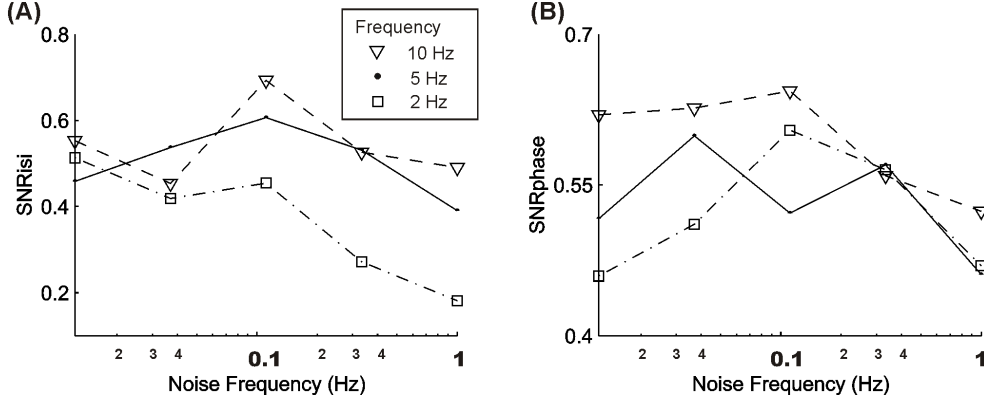 (A)
0.8
0.6
0.4
0.2
SNRisi
Frequency
10 Hz
5 Hz
2 Hz
2 3 4 0.1 2 3 4 1
Noise Frequency (Hz)
(B)
0.7
0.55
0.4
SNRphase
2 3 4 0.1 2 3 4 1
Noise Frequency (Hz)